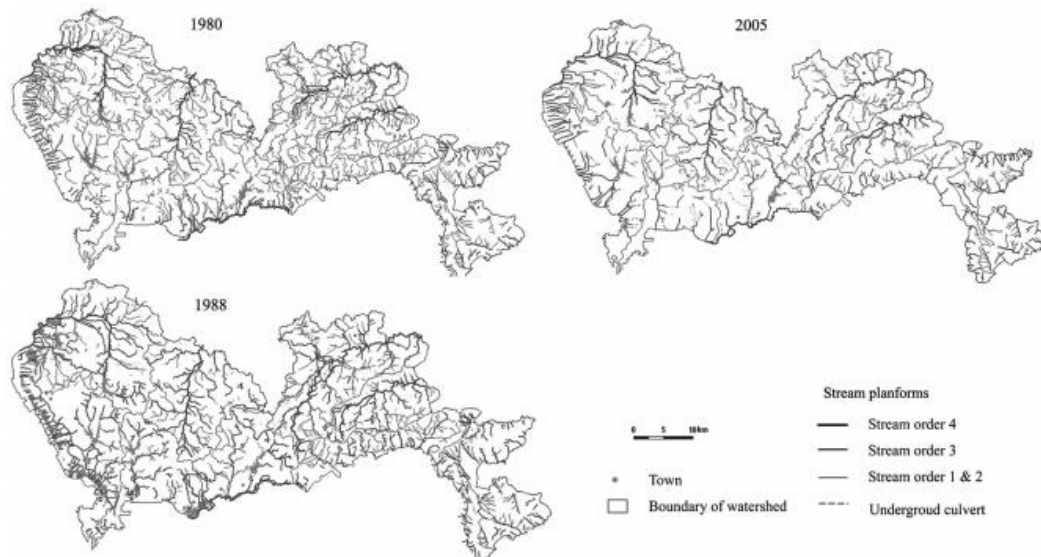 1980
2005
1988
0 5 10km
Town
Boundary of watershed
Stream planforms
Stream order 4
Stream order 3
Stream order 1 & 2
Undergroud culvert